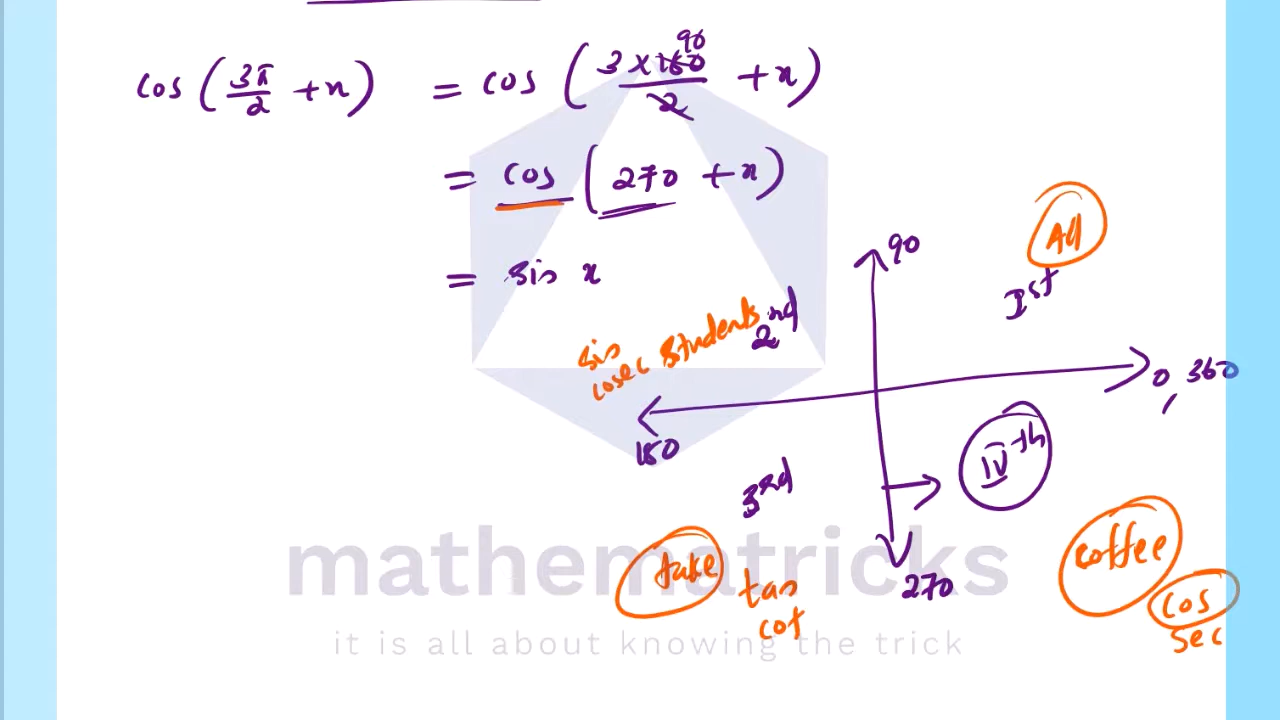 cos (3π/2 + x) = cos (3 × 180/2 + x) 90
= cos (270 + x)
= sin x
90
All
Ist
2nd
students
sin
cosec
0, 360
180
IVth
3rd
take
tan
cot
270
coffee
cos
sec
mathematricks
it is all about knowing the trick